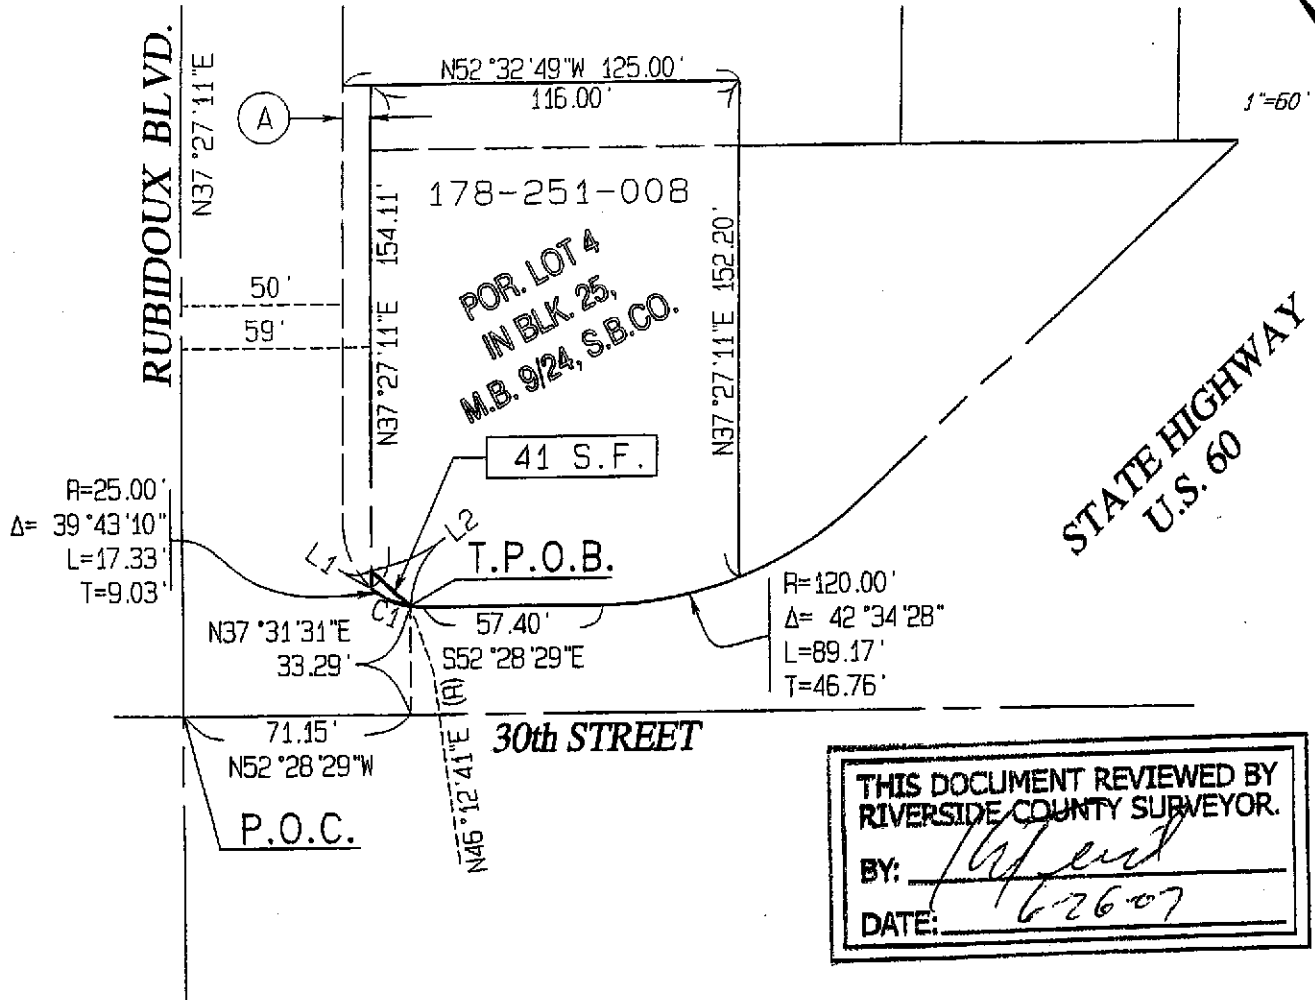 RUBIDOUX BLVD.
N37°27'11"E
A
N52°32'49"W 125.00'
116.00'
1"=60'
178-251-008
N37°27'11"E 154.11'
POR. LOT 4
IN BLK. 25,
M.B. 9/24, S.B.CO.
N37°27'11"E 152.20'
50'
59'
41 S.F.
STATE HIGHWAY
U.S. 60
R=25.00'
Δ= 39°43'10"
L=17.33'
T=9.03'
L1
L2
T.P.O.B.
C1
57.40'
S52°28'29"E
N37°31'31"E
33.29'
R=120.00'
Δ= 42°34'28"
L=89.17'
T=46.76'
71.15'
N52°28'29"W
N46°12'41"E (R)
30th STREET
P.O.C.
THIS DOCUMENT REVIEWED BY
RIVERSIDE COUNTY SURVEYOR.
BY:
DATE: 6-26-07